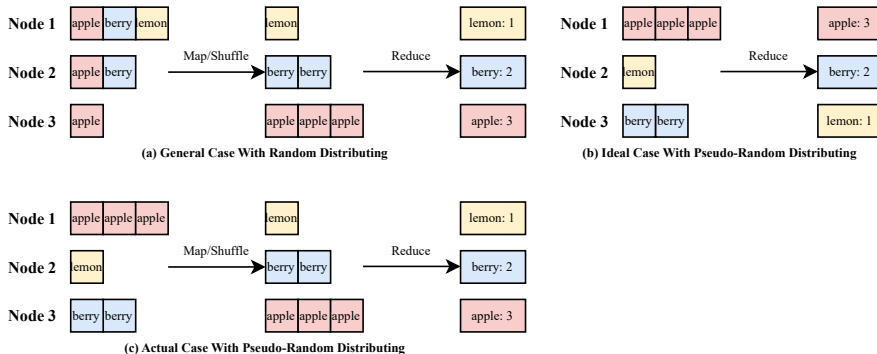 Node 1 apple berry lemon lemon lemon: 1
Map/Shuffle Reduce
Node 2 apple berry berry berry berry: 2
Node 3 apple apple apple apple apple: 3
(a) General Case With Random Distributing
Node 1 apple apple apple apple: 3
Reduce
Node 2 lemon berry: 2
Node 3 berry berry lemon: 1
(b) Ideal Case With Pseudo-Random Distributing
Node 1 apple apple apple lemon lemon: 1
Map/Shuffle Reduce
Node 2 lemon berry berry berry: 2
Node 3 berry berry apple apple apple apple: 3
(c) Actual Case With Pseudo-Random Distributing